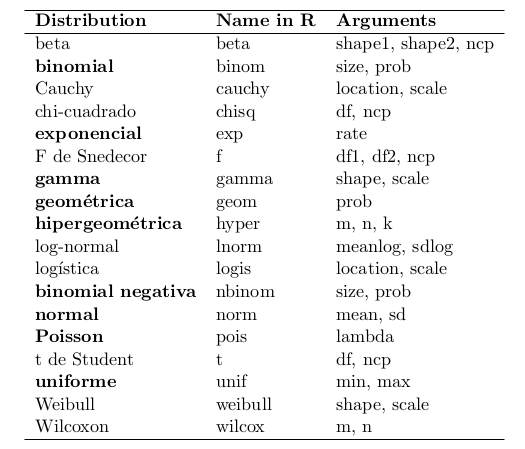 Distribution Name in R Arguments
beta beta shape1, shape2, ncp
binomial binom size, prob
Cauchy cauchy location, scale
chi-cuadrado chisq df, ncp
exponencial exp rate
F de Snedecor f df1, df2, ncp
gamma gamma shape, scale
geométrica geom prob
hipergeométrica hyper m, n, k
log-normal lnorm meanlog, sdlog
logística logis location, scale
binomial negativa nbinom size, prob
normal norm mean, sd
Poisson pois lambda
t de Student t df, ncp
uniforme unif min, max
Weibull weibull shape, scale
Wilcoxon wilcox m, n